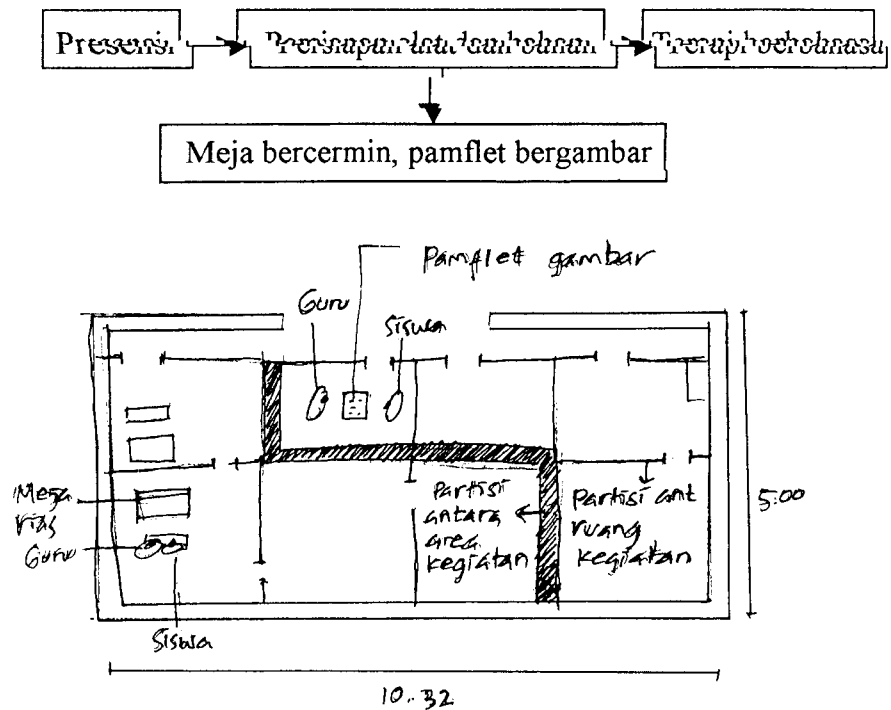 Presensi
Meja bercermin, pamflet bergambar
Pamflet gambar
Guru
Siswa
Meja
rias
Guru
Siswa
Partisi
antara
area
kegiatan
Partisi ant
ruang
kegiatan
5.00
10.32